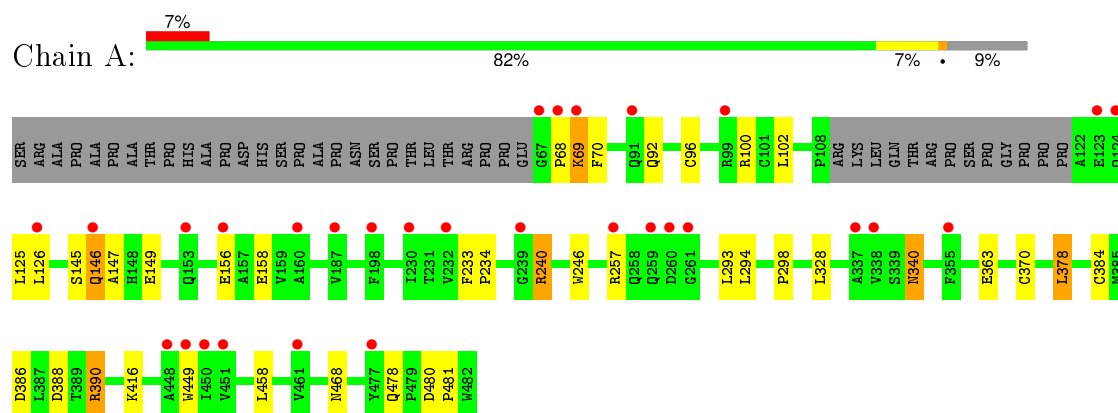 7%
Chain A:
82% 7% • 9%
SER ARG ALA PRO ALA PRO ALA THR PRO HIS ALA PRO ASP HIS SER PRO ALA PRO ASN SER PRO THR LEU THR ARG PRO PRO GLU G67 P68 K69 F70 Q91 Q92 C96 R99 R100 C101 L102 P108 ARG LYS LEU GLN THR ARG PRO SER PRO GLY PRO PRO PRO A122 E123 Q124
L125 L126 S145 Q146 A147 H148 E149 Q153 E156 A157 E158 V159 A160 V187 F198 I230 T231 V232 F233 P234 G239 R240 W246 R257 Q258 Q259 D260 G261 L293 L294 P298 L328 A337 V338 S339 N340 F355 E363 C370 L378 C384 M385
D386 L387 D388 T389 R390 K416 A448 W449 I450 V451 L458 V461 N468 Y477 Q478 P479 D480 P481 W482